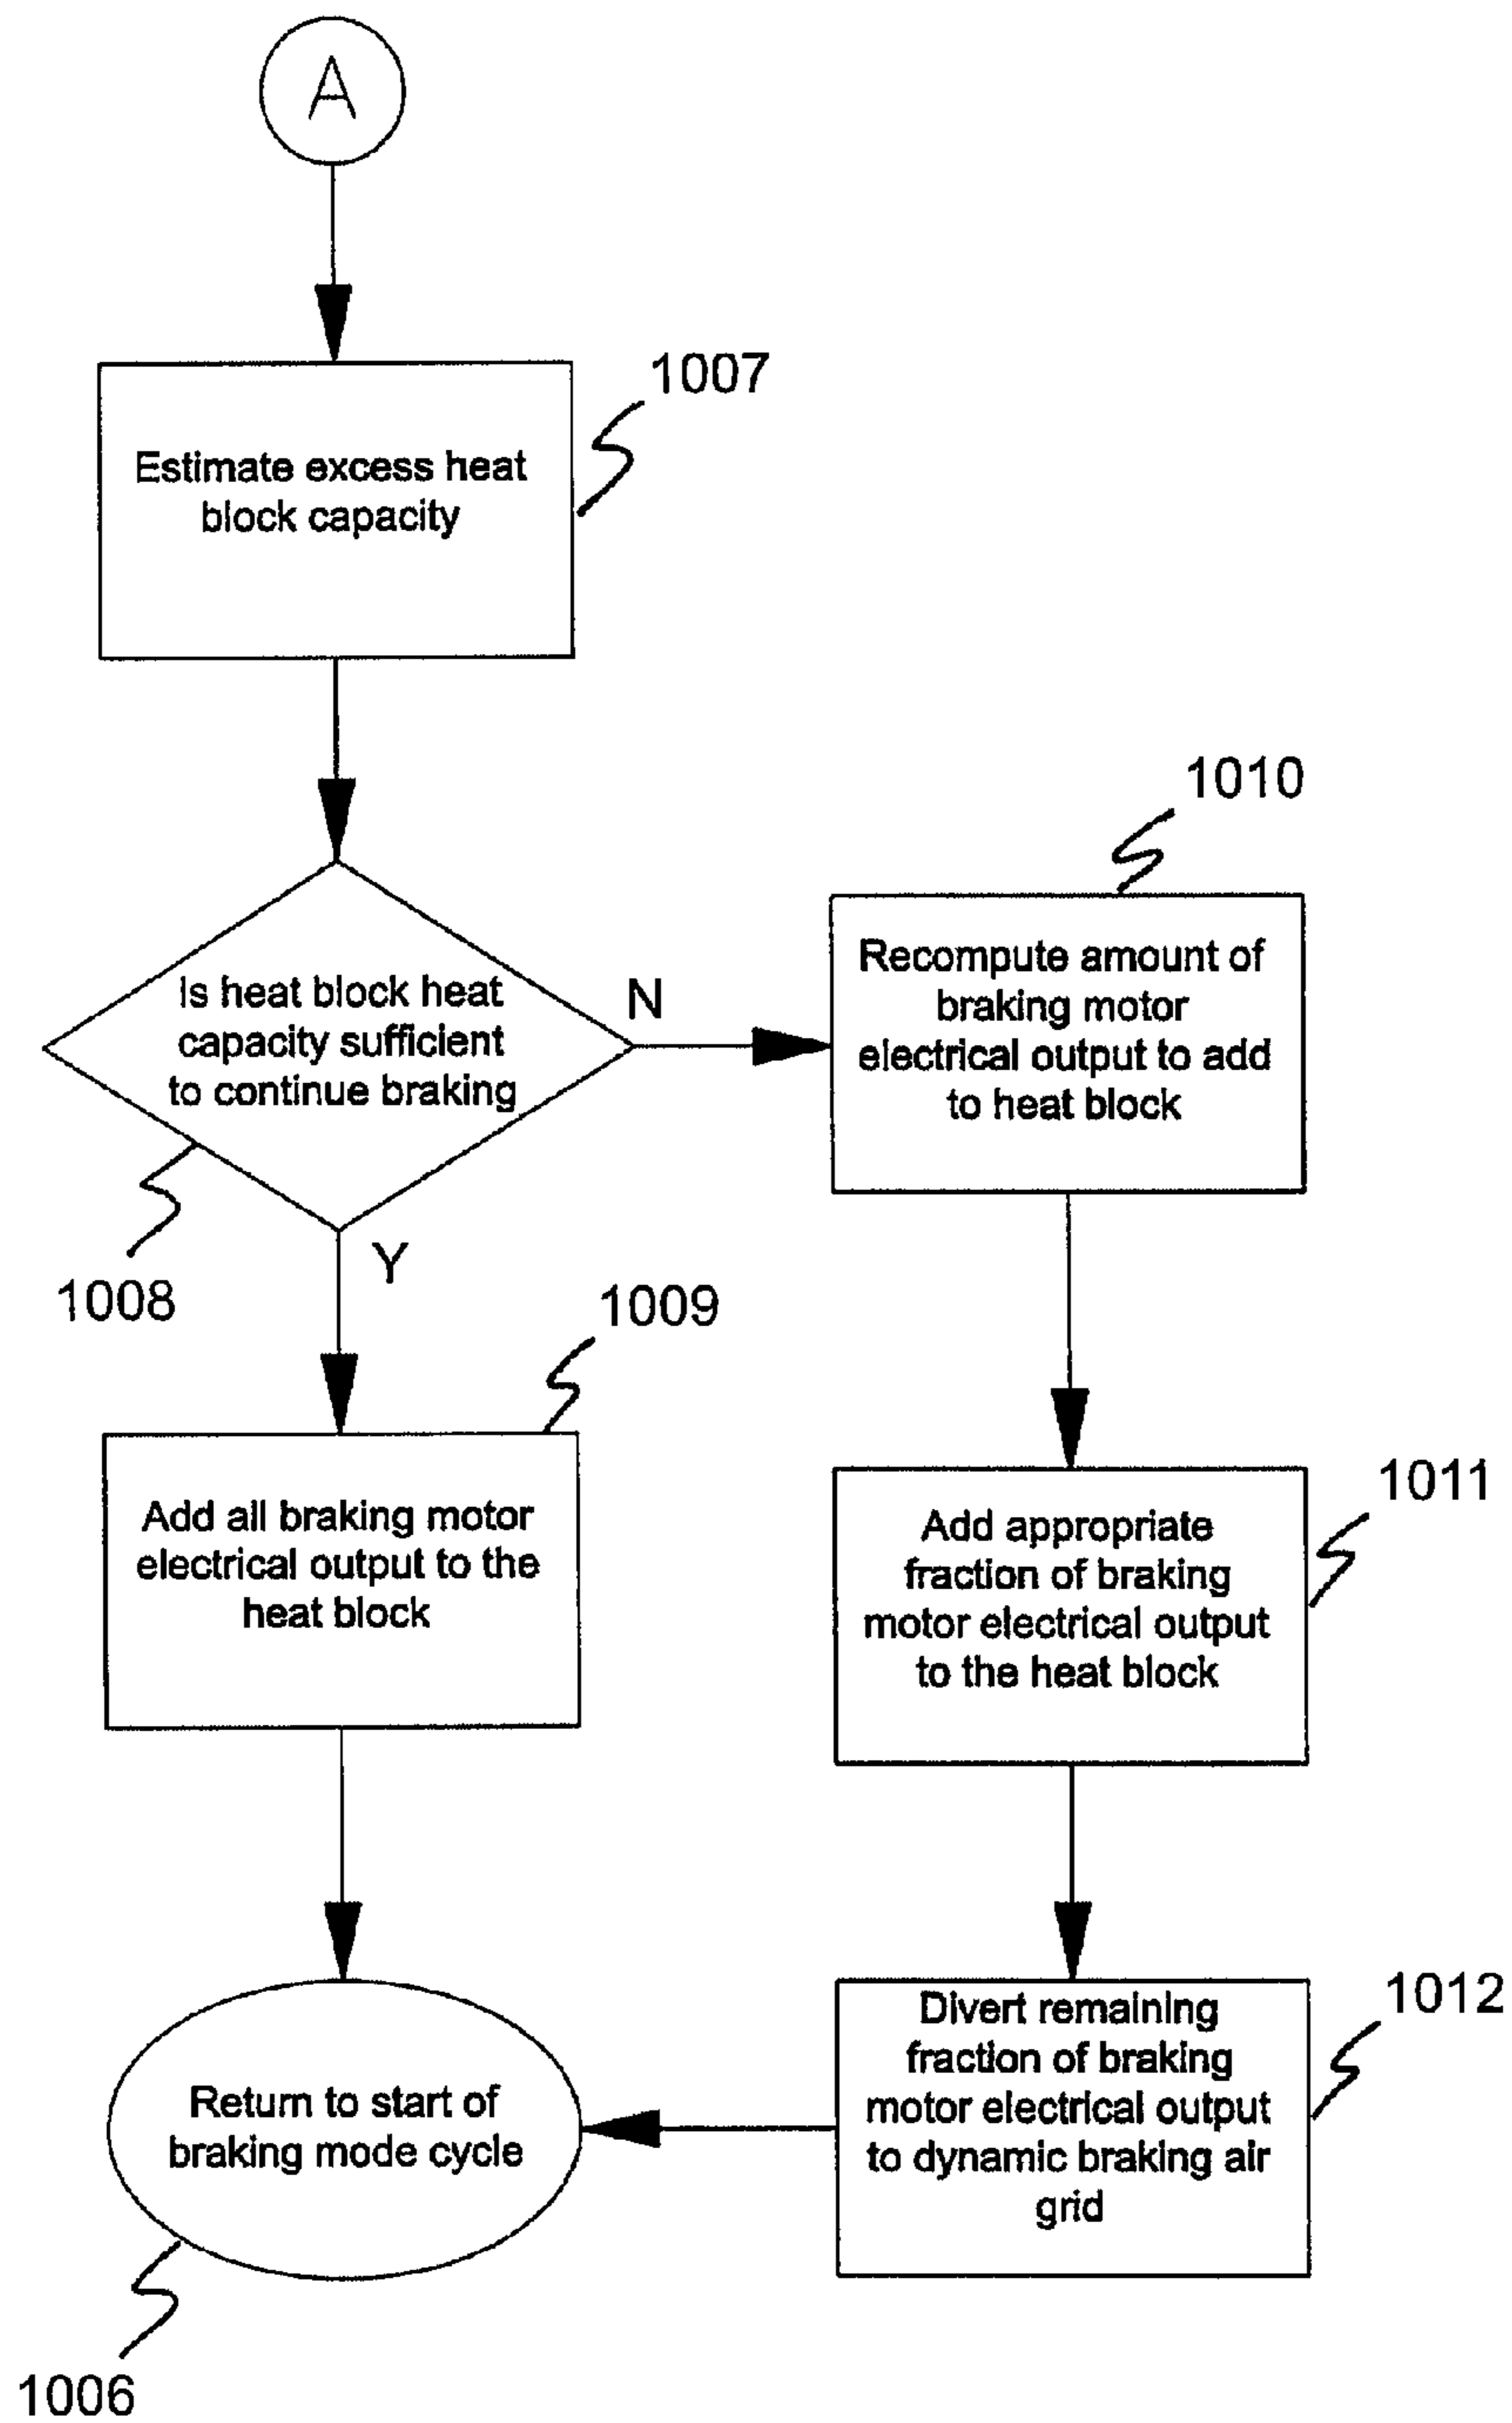 A
1007
Estimate excess heat
block capacity
1010
Is heat block heat
capacity sufficient
to continue braking
N
Recompute amount of
braking motor
electrical output to add
to heat block
Y
1008
1009
Add all braking motor
electrical output to the
heat block
1011
Add appropriate
fraction of braking
motor electrical output
to the heat block
1012
Return to start of
braking mode cycle
Divert remaining
fraction of braking
motor electrical output
to dynamic braking air
grid
1006